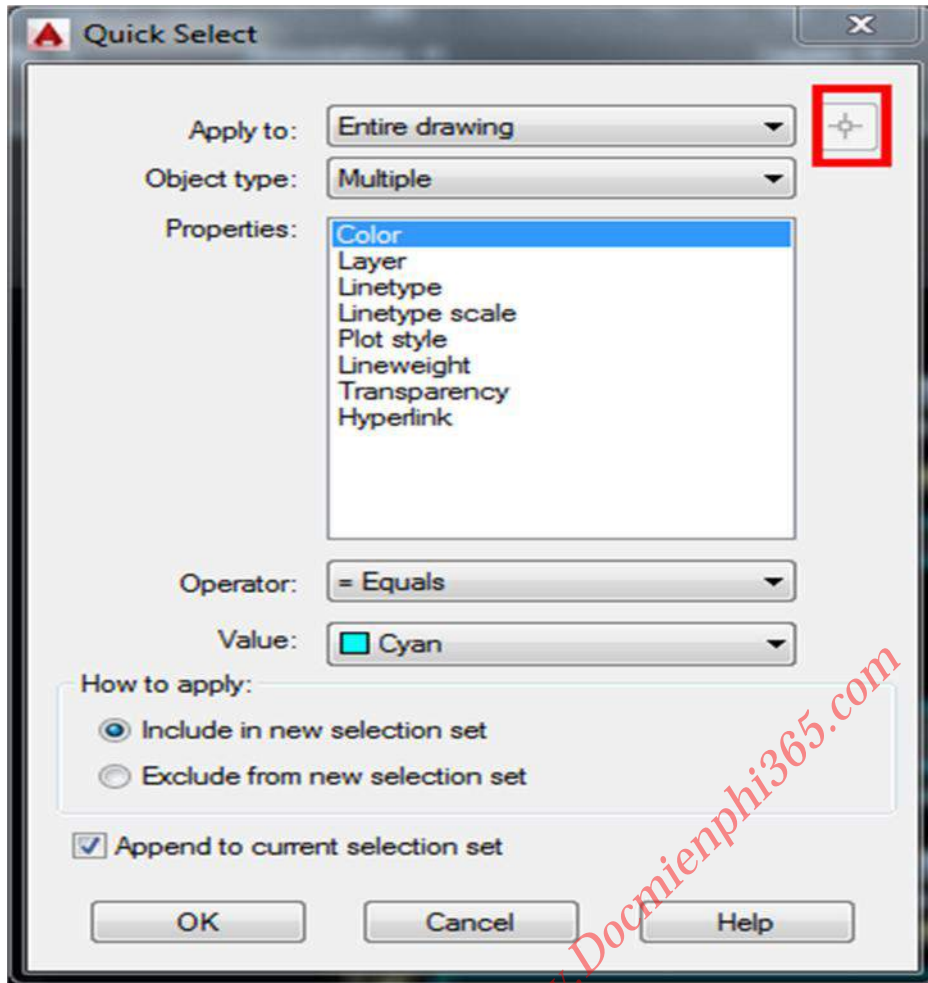 Quick Select
Apply to: Entire drawing
Object type: Multiple
Properties: Color
Layer
Linetype
Linetype scale
Plot style
Lineweight
Transparency
Hyperlink
Operator: = Equals
Value: Cyan
How to apply:
Include in new selection set
Exclude from new selection set
Append to current selection set
OK Cancel Help
.Docmienphi365.com